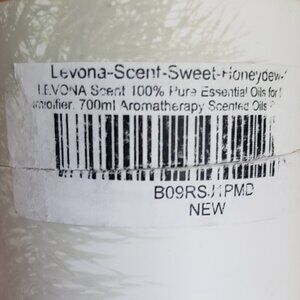 Levona-Scent-Sweet-Honeydew-
LEVONA Scent 100% Pure Essential Oils for
700ml Aromatherapy Scented Oils
NEW